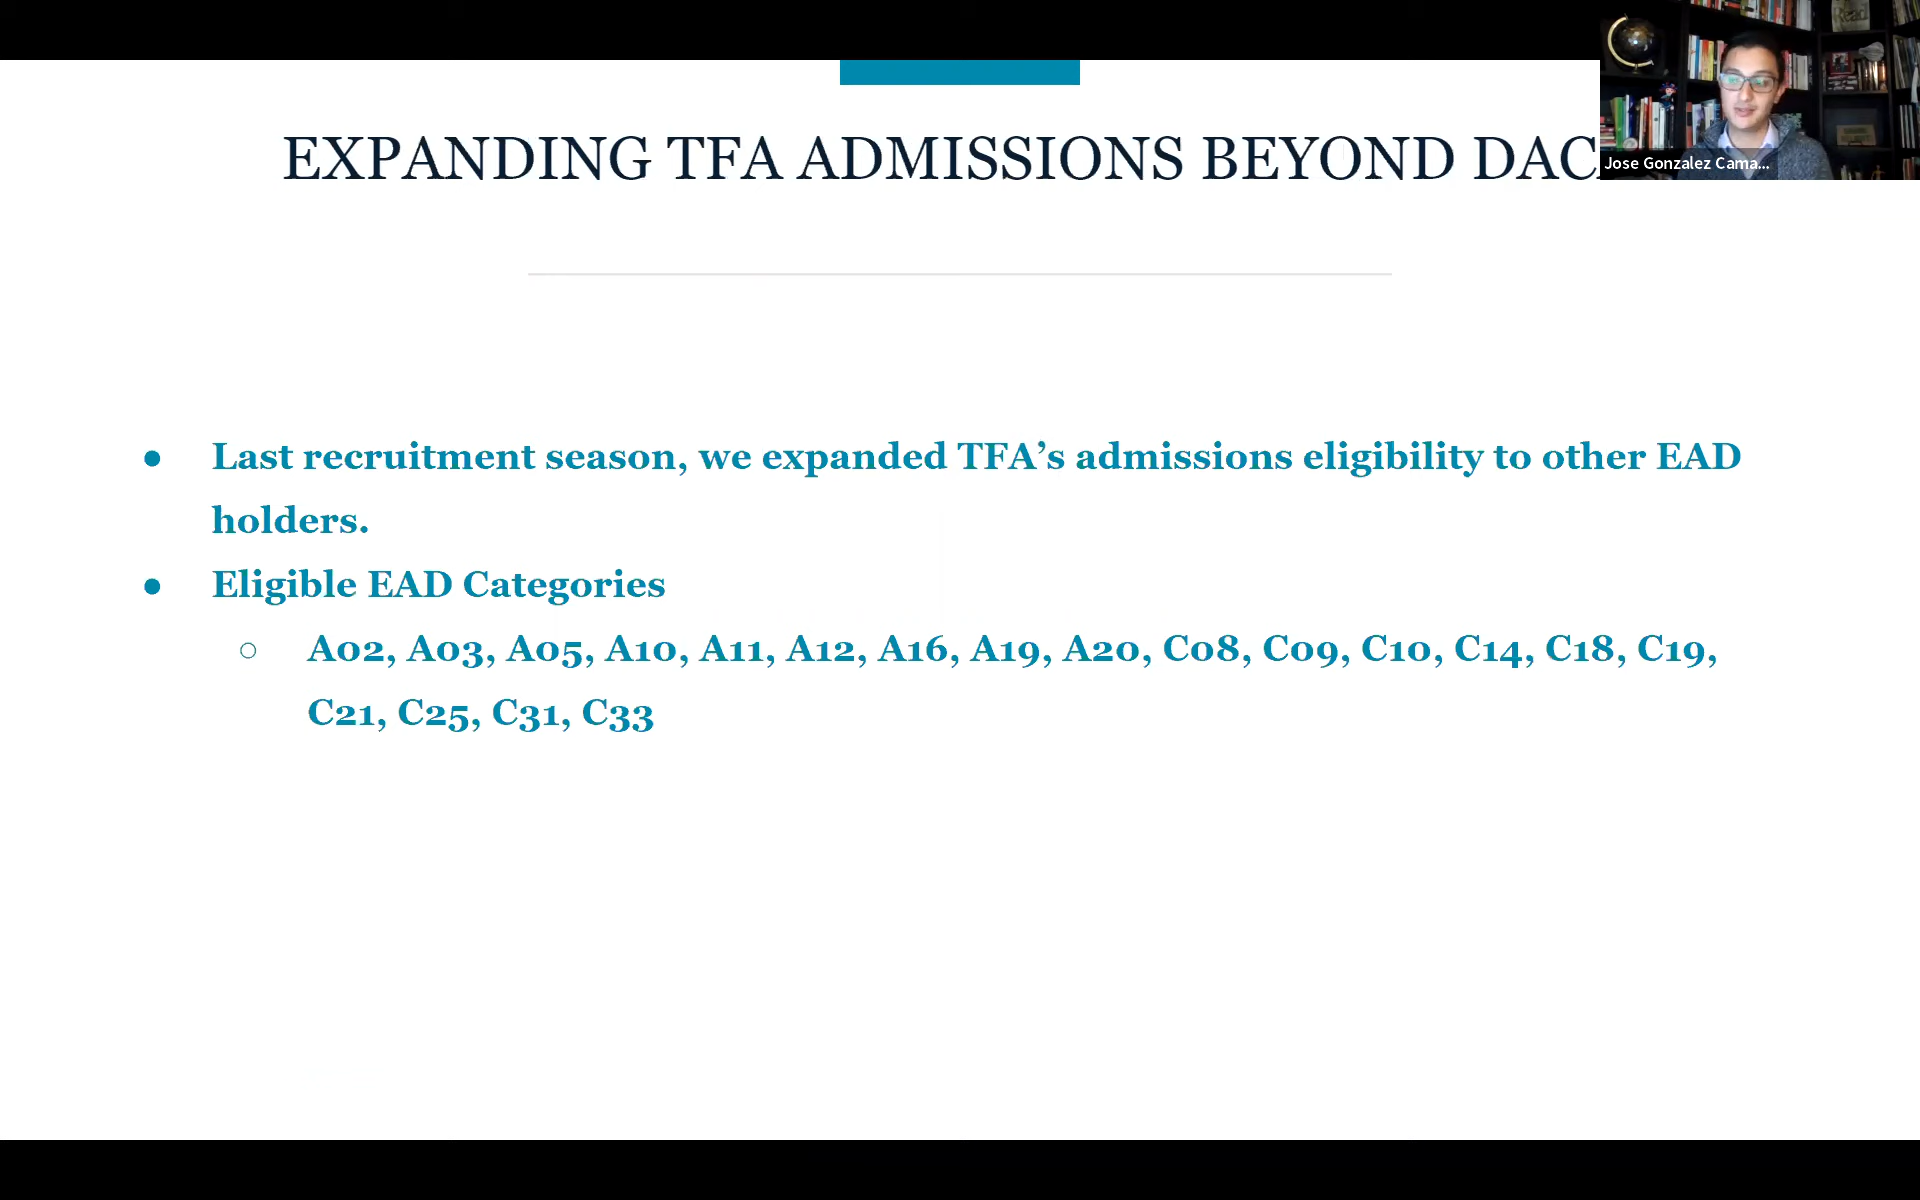 EXPANDING TFA ADMISSIONS BEYOND DAC
Read
Jose Gonzalez Cama...
● Last recruitment season, we expanded TFA’s admissions eligibility to other EAD
holders.
● Eligible EAD Categories
○ A02, A03, A05, A10, A11, A12, A16, A19, A20, C08, C09, C10, C14, C18, C19,
C21, C25, C31, C33